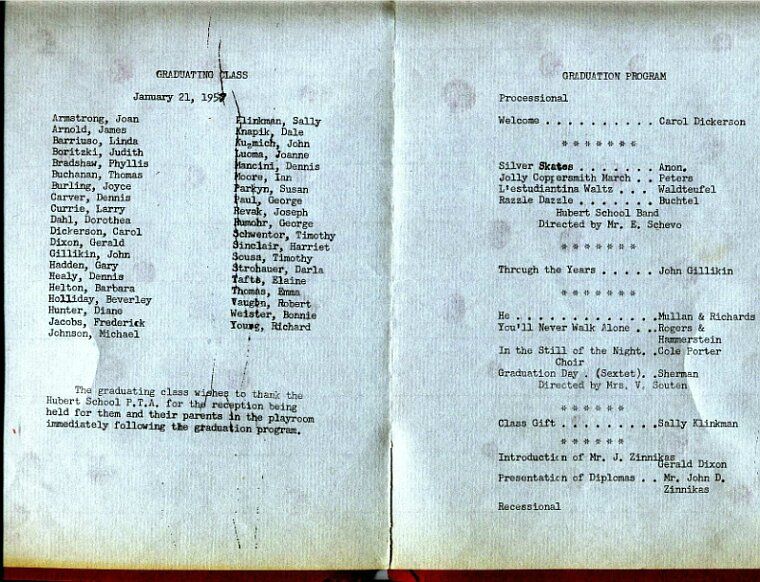 GRADUATING CLASS
January 21, 1957
Armstrong, Joan
Arnold, James
Barriuso, Linda
Boritzki, Judith
Bradshaw, Phyllis
Buchanan, Thomas
Burling, Joyce
Carver, Dennis
Currie, Larry
Dahl, Dorothea
Dickerson, Carol
Dixon, Gerald
Gillikin, John
Hadden, Gary
Healy, Dennis
Helton, Barbara
Holliday, Beverley
Hunter, Diane
Jacobs, Frederick
Johnson, Michael
Klinkman, Sally
Knapik, Dale
Kuzmich, John
Luoma, Joanne
Mancini, Dennis
Moore, Ian
Parkyn, Susan
Paul, George
Revak, Joseph
Rumohr, George
Schwentor, Timothy
Sinclair, Harriet
Sousa, Timothy
Strohauer, Darla
Tafts, Elaine
Thomas, Emma
Vaughn, Robert
Weister, Bonnie
Young, Richard
The graduating class wishes to thank the
Hubert School P.T.A. for the reception being
held for them and their parents in the playroom
immediately following the graduation program.
GRADUATION PROGRAM
Processional
Welcome . . . . . . . . . . . Carol Dickerson
* * * * * * *
Silver Skates . . . . . . . Anon.
Jolly Coppersmith March . . Peters
L'estudiantina Waltz . . . Waldteufel
Razzle Dazzle . . . . . . . Buchtel
Hubert School Band
Directed by Mr. E. Schevo
* * * * * * *
Through the Years . . . . . . John Gillikin
* * * * * * *
He . . . . . . . . . . . . . Mullan & Richards
You'll Never Walk Alone . . .Rogers &
Hammerstein
In the Still of the Night. .Cole Porter
Choir
Graduation Day . (Sextet). .Sherman
Directed by Mrs. V. Souten
* * * * * *
Class Gift . . . . . . . . .Sally Klinkman
* * * * * *
Introduction of Mr. J. Zinnikas
Gerald Dixon
Presentation of Diplomas . . Mr. John D.
Zinnikas
Recessional